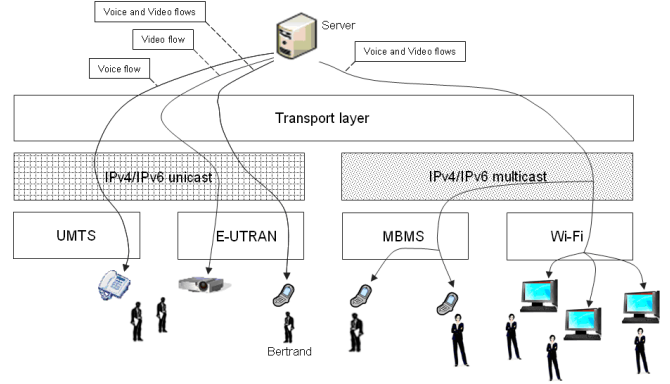 Voice and Video flows
Server
Video flow
Voice and Video flows
Voice flow
Transport layer
IPv4/IPv6 unicast
IPv4/IPv6 multicast
UMTS
E-UTRAN
MBMS
Wi-Fi
Bertrand